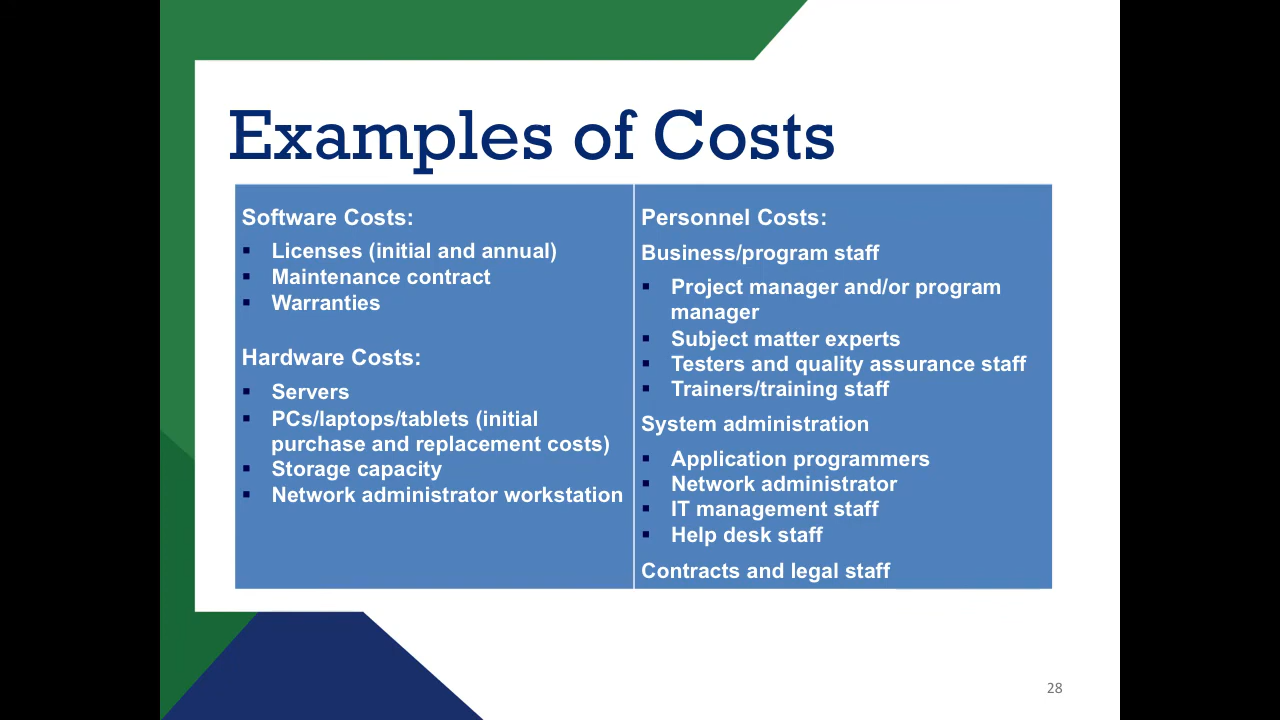 Examples of Costs
Software Costs:
▪ Licenses (initial and annual)
▪ Maintenance contract
▪ Warranties
Hardware Costs:
▪ Servers
▪ PCs/laptops/tablets (initial
purchase and replacement costs)
▪ Storage capacity
▪ Network administrator workstation
Personnel Costs:
Business/program staff
▪ Project manager and/or program
manager
▪ Subject matter experts
▪ Testers and quality assurance staff
▪ Trainers/training staff
System administration
▪ Application programmers
▪ Network administrator
▪ IT management staff
▪ Help desk staff
Contracts and legal staff
28